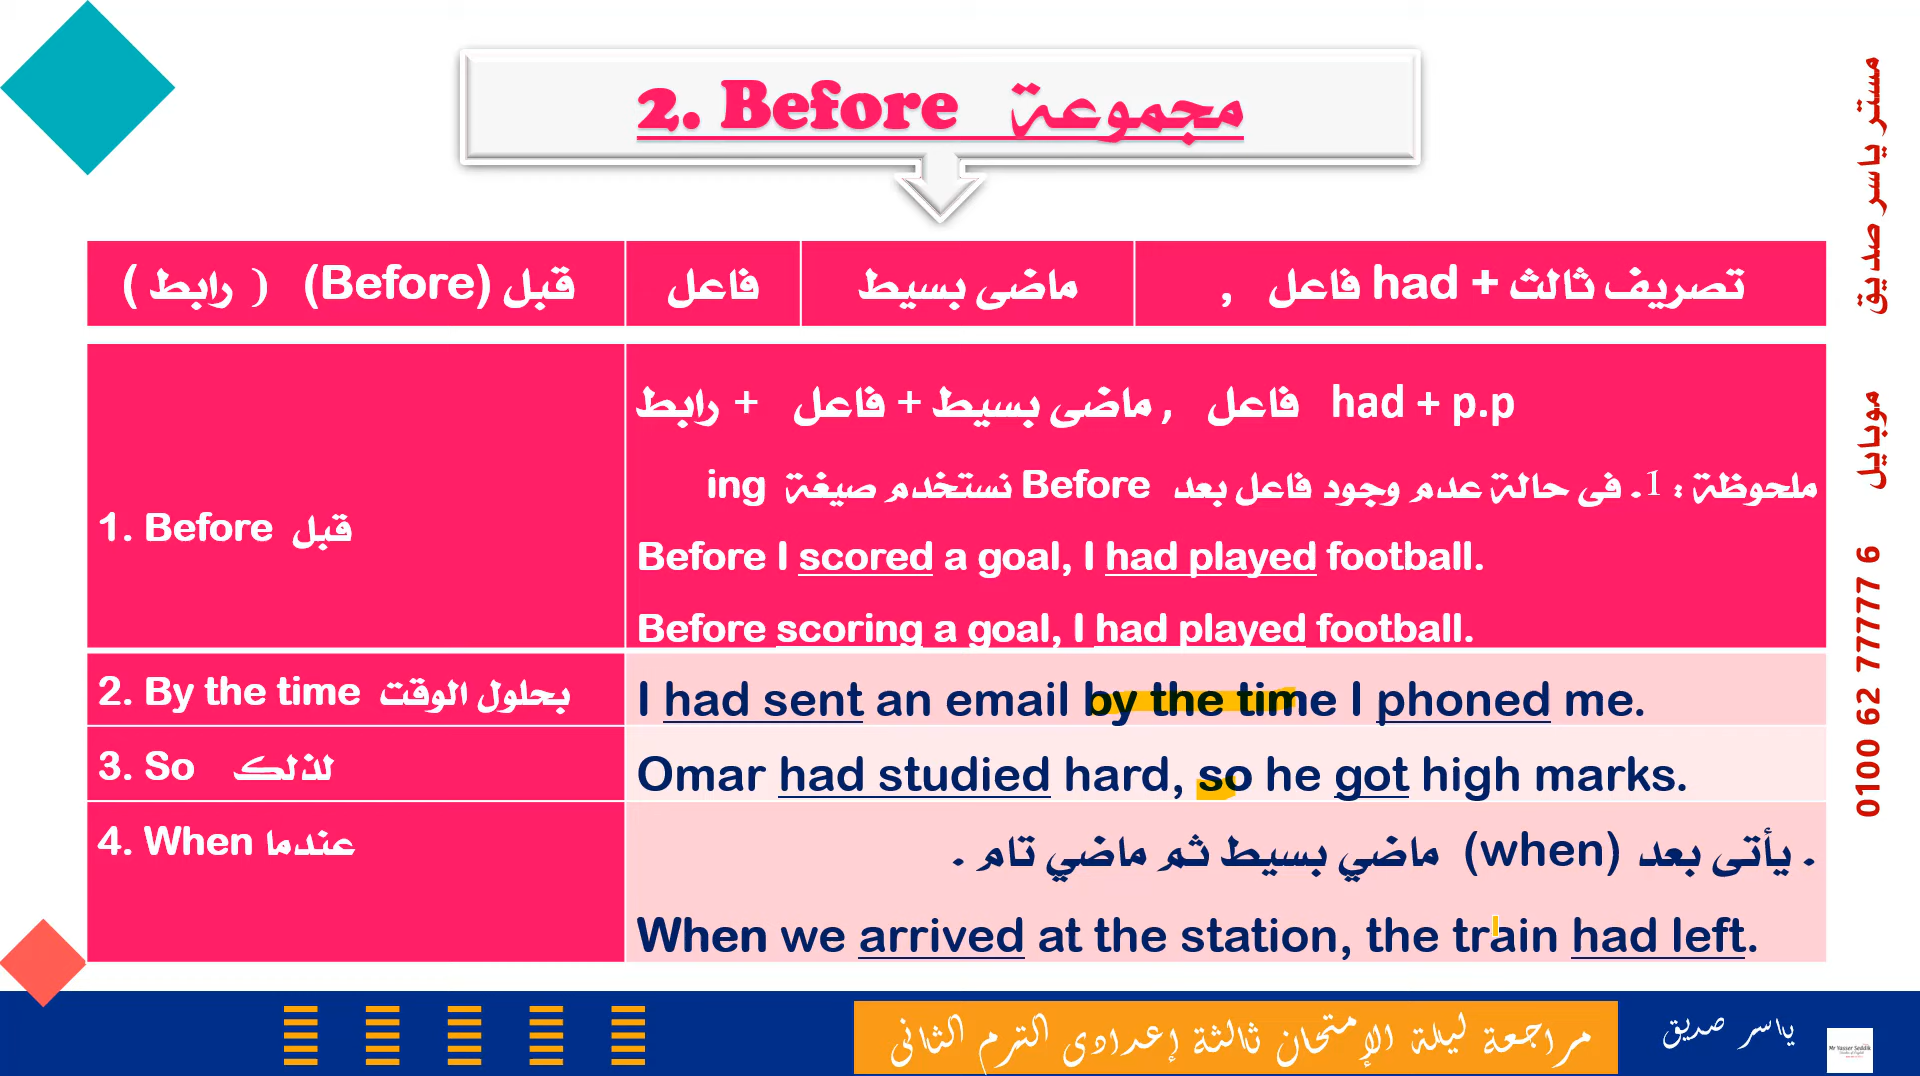 2. Before مجموعة
قبل (Before) ( رابط )
فاعل
ماضى بسيط
تصريف ثالث + had فاعل ,
1. Before قبل
رابط + فاعل + ماضى بسيط , فاعل had + p.p
ملحوظة : 1. فى حالة عدم وجود فاعل بعد Before نستخدم صيغة ing
Before I scored a goal, I had played football.
Before scoring a goal, I had played football.
2. By the time بحلول الوقت
I had sent an email by the time I phoned me.
3. So لذلك
Omar had studied hard, so he got high marks.
4. When عندما
. يأتى بعد (when) ماضي بسيط ثم ماضي تام .
When we arrived at the station, the train had left.
مستر ياسر صديق موبايل 0100 62 77777 6
مراجعة ليلة الإمتحان ثالثة إعدادى الترم الثانى
ياسر صديق
Mr Yasser Seddik